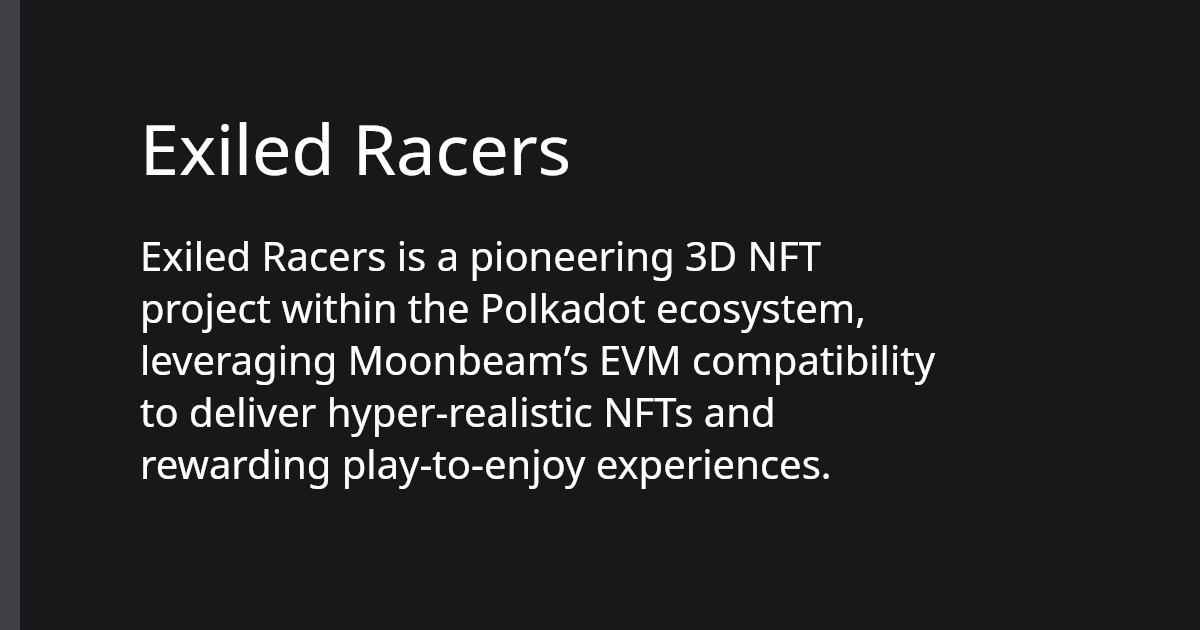 Exiled Racers
Exiled Racers is a pioneering 3D NFT
project within the Polkadot ecosystem,
leveraging Moonbeam’s EVM compatibility
to deliver hyper-realistic NFTs and
rewarding play-to-enjoy experiences.